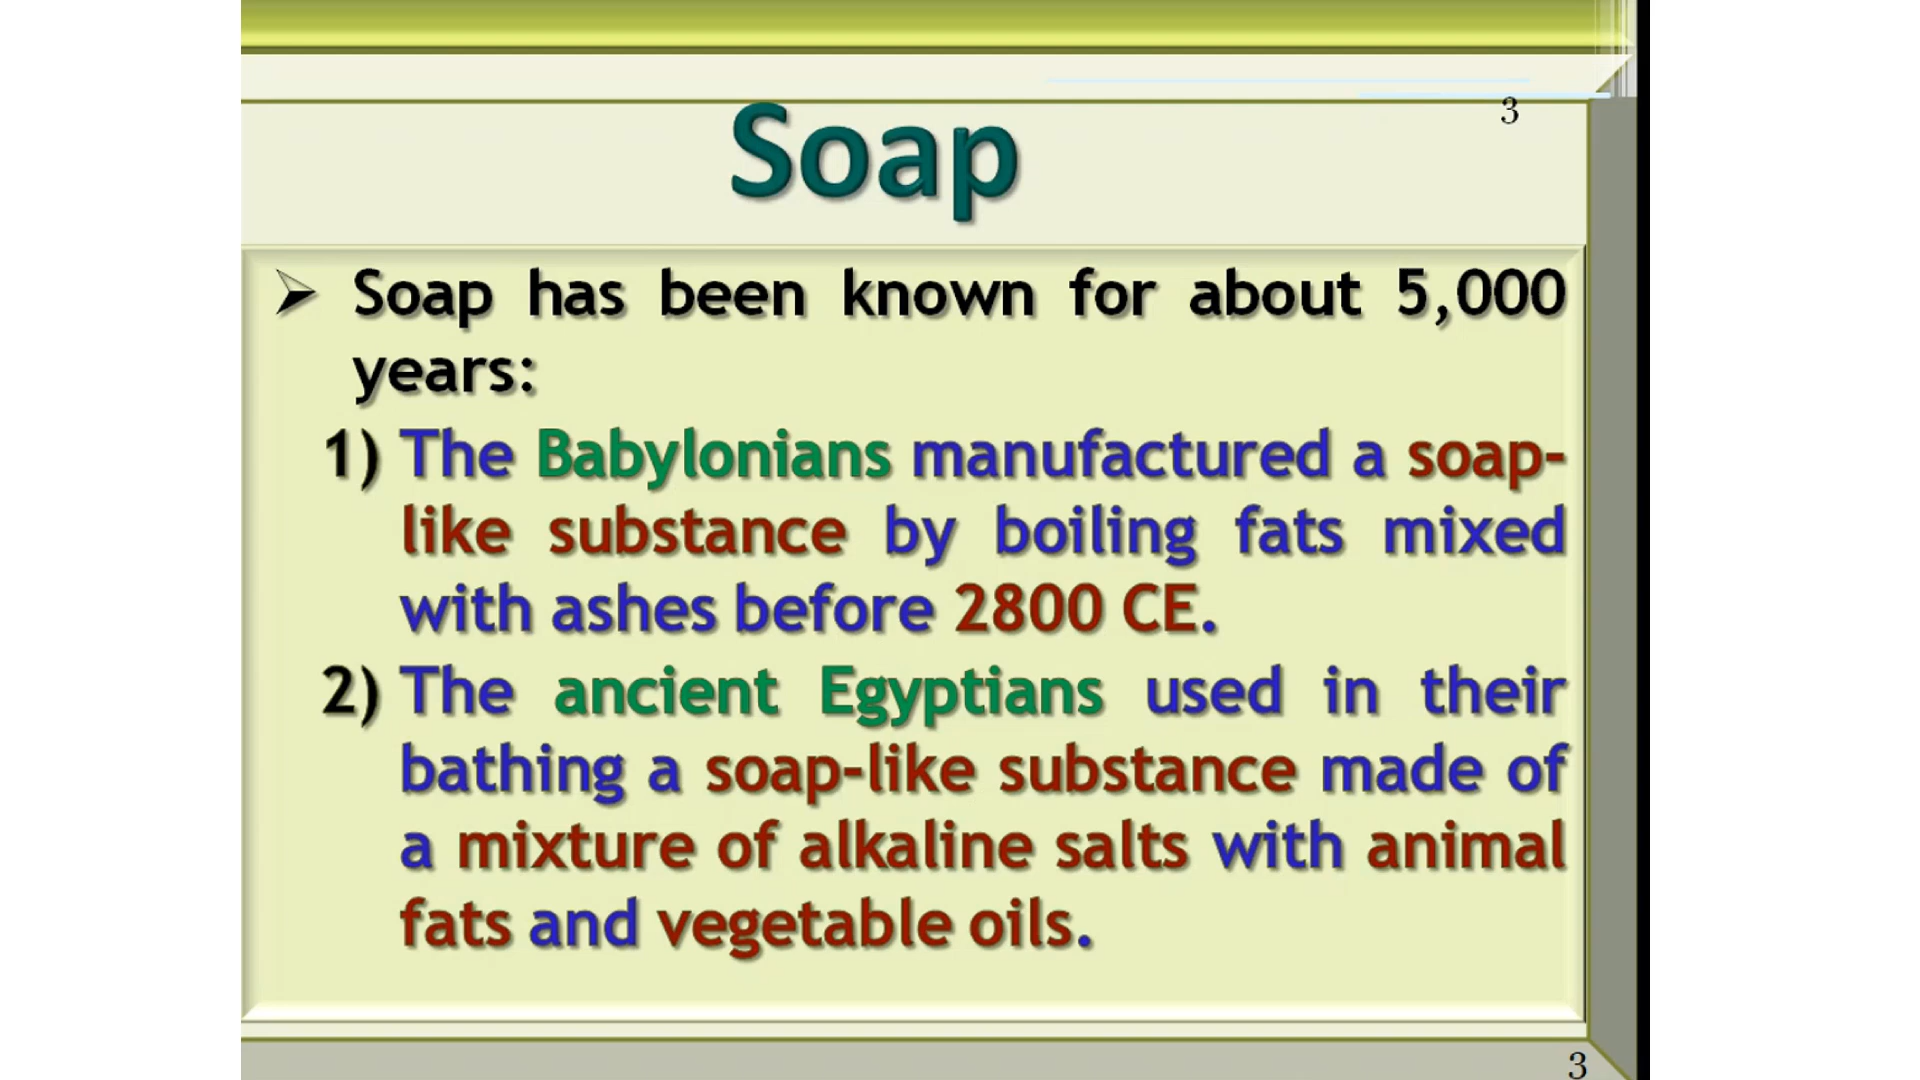 3
Soap
Soap has been known for about 5,000
years:
1) The Babylonians manufactured a soap-
like substance by boiling fats mixed
with ashes before 2800 CE.
2) The ancient Egyptians used in their
bathing a soap-like substance made of
a mixture of alkaline salts with animal
fats and vegetable oils.
3